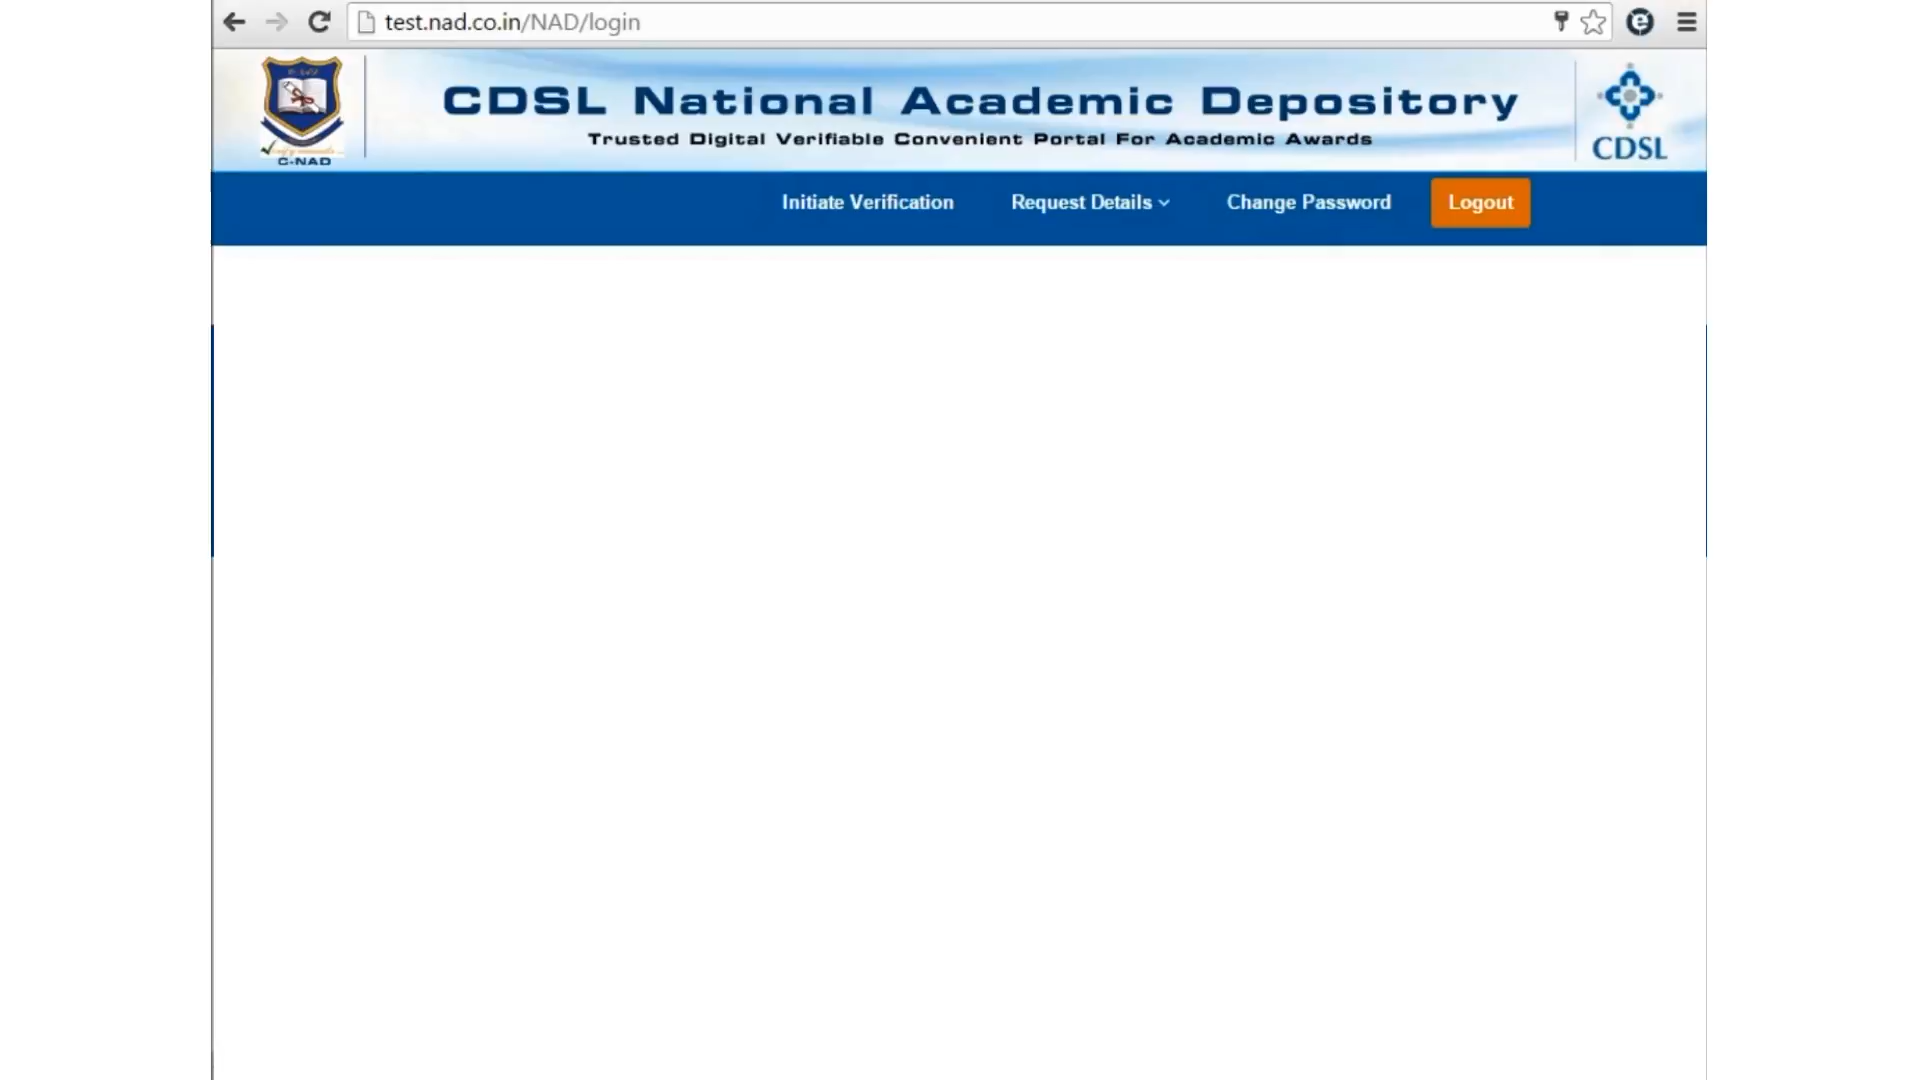 test.nad.co.in/NAD/login
CDSL National Academic Depository
Trusted Digital Verifiable Convenient Portal For Academic Awards
C-NAD
CDSL
Initiate Verification
Request Details
Change Password
Logout